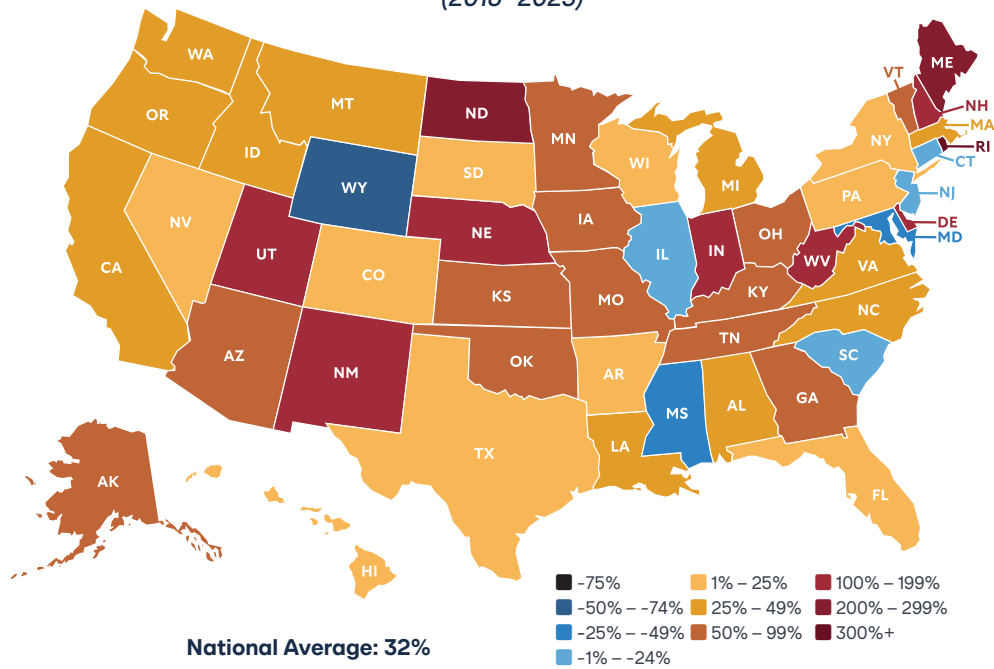 (2018–2023)
WA
OR
CA
NV
ID
MT
WY
UT
AZ
CO
NM
ND
SD
NE
KS
OK
TX
MN
IA
MO
AR
LA
WI
IL
MS
MI
IN
KY
TN
AL
OH
WV
GA
FL
SC
NC
VA
PA
NY
VT
ME
NH
MA
RI
CT
NJ
DE
MD
AK
HI
-75%
-50% – -74%
-25% – -49%
-1% – -24%
1% – 25%
25% – 49%
50% – 99%
100% – 199%
200% – 299%
300%+
National Average: 32%